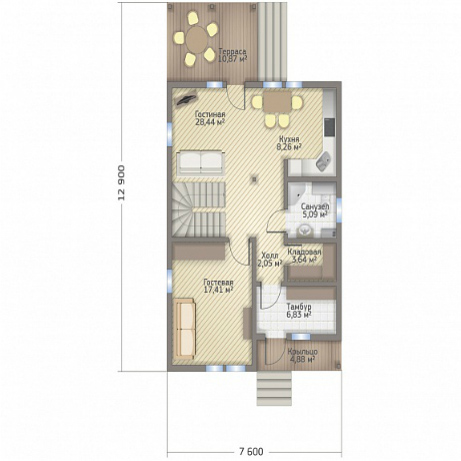 Терраса
10,87 м²
Гостиная
28,44 м²
Кухня
8,26 м²
12 900
Санузел
5,09 м²
Холл
2,05 м²
Кладовая
3,64 м²
Гостевая
17,41 м²
Тамбур
6,83 м²
Крыльцо
4,88 м²
7 600